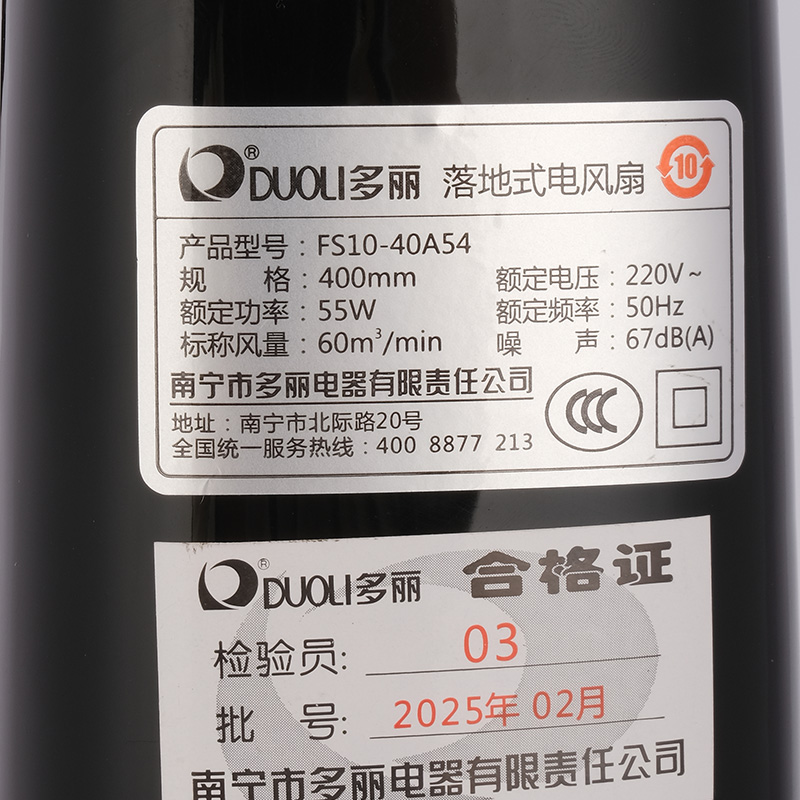 ® DUOLI多丽 落地式电风扇 10
产品型号：FS10-40A54
规 格：400mm 额定电压：220V~
额定功率：55W 额定频率：50Hz
标称风量：60m³/min 噪 声：67dB(A)
南宁市多丽电器有限责任公司
地址：南宁市北际路20号
全国统一服务热线：400 8877 213
CCC
® DUOLI多丽 合格证
检验员: 03
批 号: 2025年 02月
南宁市多丽电器有限责任公司